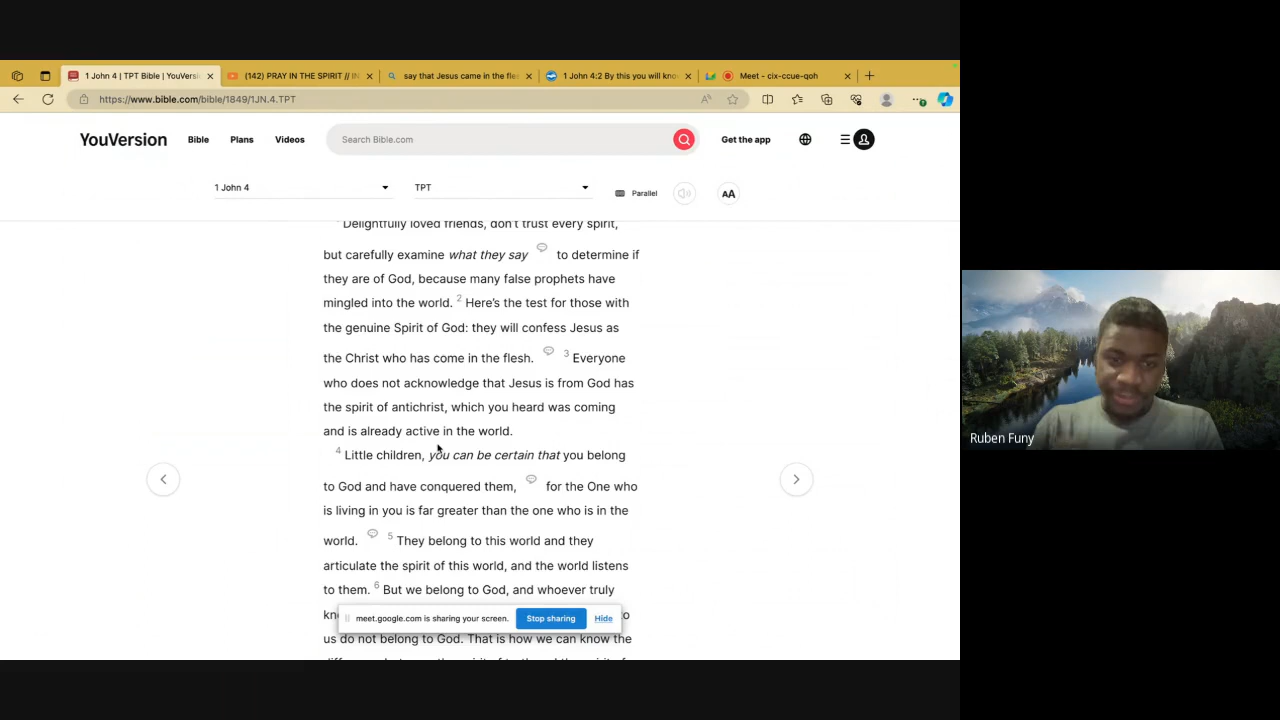 1 John 4 | TPT Bible | YouVersi
(142) PRAY IN THE SPIRIT // IN
say that Jesus came in the fle
1 John 4:2 By this you will kno
Meet - cix-ccue-qoh
https://www.bible.com/bible/1849/1JN.4.TPT
YouVersion Bible Plans Videos Search Bible.com Get the app
1 John 4 TPT Parallel AA
Delightfully loved friends, don't trust every spirit,
but carefully examine what they say to determine if
they are of God, because many false prophets have
mingled into the world. 2 Here's the test for those with
the genuine Spirit of God: they will confess Jesus as
the Christ who has come in the flesh. 3 Everyone
who does not acknowledge that Jesus is from God has
the spirit of antichrist, which you heard was coming
and is already active in the world.
4 Little children, you can be certain that you belong
to God and have conquered them, for the One who
is living in you is far greater than the one who is in the
world. 5 They belong to this world and they
articulate the spirit of this world, and the world listens
to them. 6 But we belong to God, and whoever truly
meet.google.com is sharing your screen. Stop sharing Hide
us do not belong to God. That is how we can know the
Ruben Funy